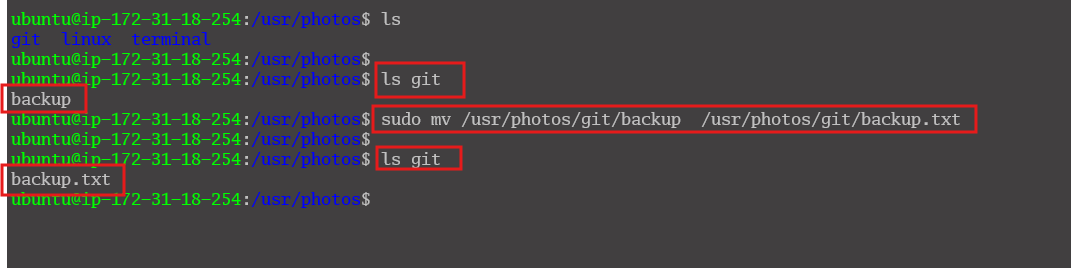 ubuntu@ip-172-31-18-254:/usr/photos$ ls
git  linux  terminal
ubuntu@ip-172-31-18-254:/usr/photos$
ubuntu@ip-172-31-18-254:/usr/photos$ ls git
backup
ubuntu@ip-172-31-18-254:/usr/photos$ sudo mv /usr/photos/git/backup  /usr/photos/git/backup.txt
ubuntu@ip-172-31-18-254:/usr/photos$
ubuntu@ip-172-31-18-254:/usr/photos$ ls git
backup.txt
ubuntu@ip-172-31-18-254:/usr/photos$